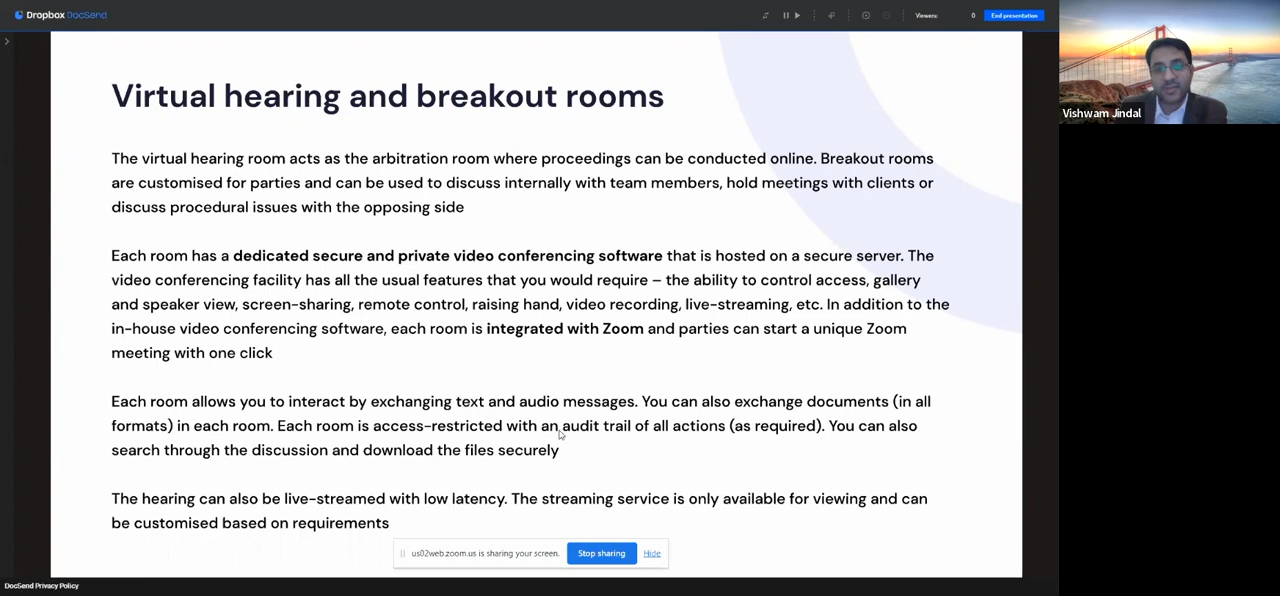 Dropbox DocSend
Viewers: 0 End presentation
Virtual hearing and breakout rooms
The virtual hearing room acts as the arbitration room where proceedings can be conducted online. Breakout rooms
are customised for parties and can be used to discuss internally with team members, hold meetings with clients or
discuss procedural issues with the opposing side
Each room has a dedicated secure and private video conferencing software that is hosted on a secure server. The
video conferencing facility has all the usual features that you would require – the ability to control access, gallery
and speaker view, screen-sharing, remote control, raising hand, video recording, live-streaming, etc. In addition to the
in-house video conferencing software, each room is integrated with Zoom and parties can start a unique Zoom
meeting with one click
Each room allows you to interact by exchanging text and audio messages. You can also exchange documents (in all
formats) in each room. Each room is access-restricted with an audit trail of all actions (as required). You can also
search through the discussion and download the files securely
The hearing can also be live-streamed with low latency. The streaming service is only available for viewing and can
be customised based on requirements
us02web.zoom.us is sharing your screen. Stop sharing Hide
DocSend Privacy Policy
Vishwam Jindal